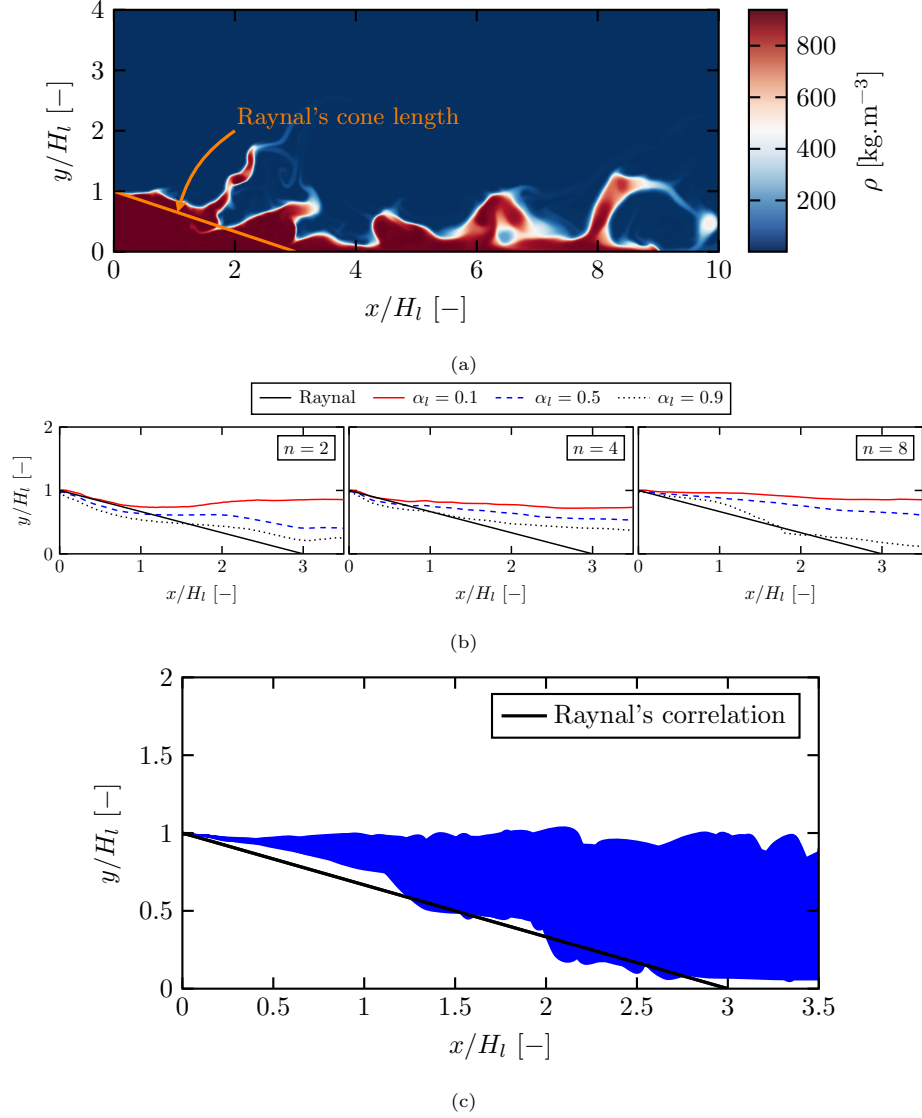 4
3
2
1
0
y/H_l [−]
Raynal's cone length
0 2 4 6 8 10
x/H_l [−]
800
600
400
200
ρ [kg.m^{−3}]
(a)
Raynal α_l = 0.1 α_l = 0.5 α_l = 0.9
2
1
0
y/H_l [−]
n = 2 n = 4 n = 8
0 1 2 3 0 1 2 3 0 1 2 3
x/H_l [−] x/H_l [−] x/H_l [−]
(b)
2
1.5
1
0.5
0
y/H_l [−]
Raynal's correlation
0 0.5 1 1.5 2 2.5 3 3.5
x/H_l [−]
(c)